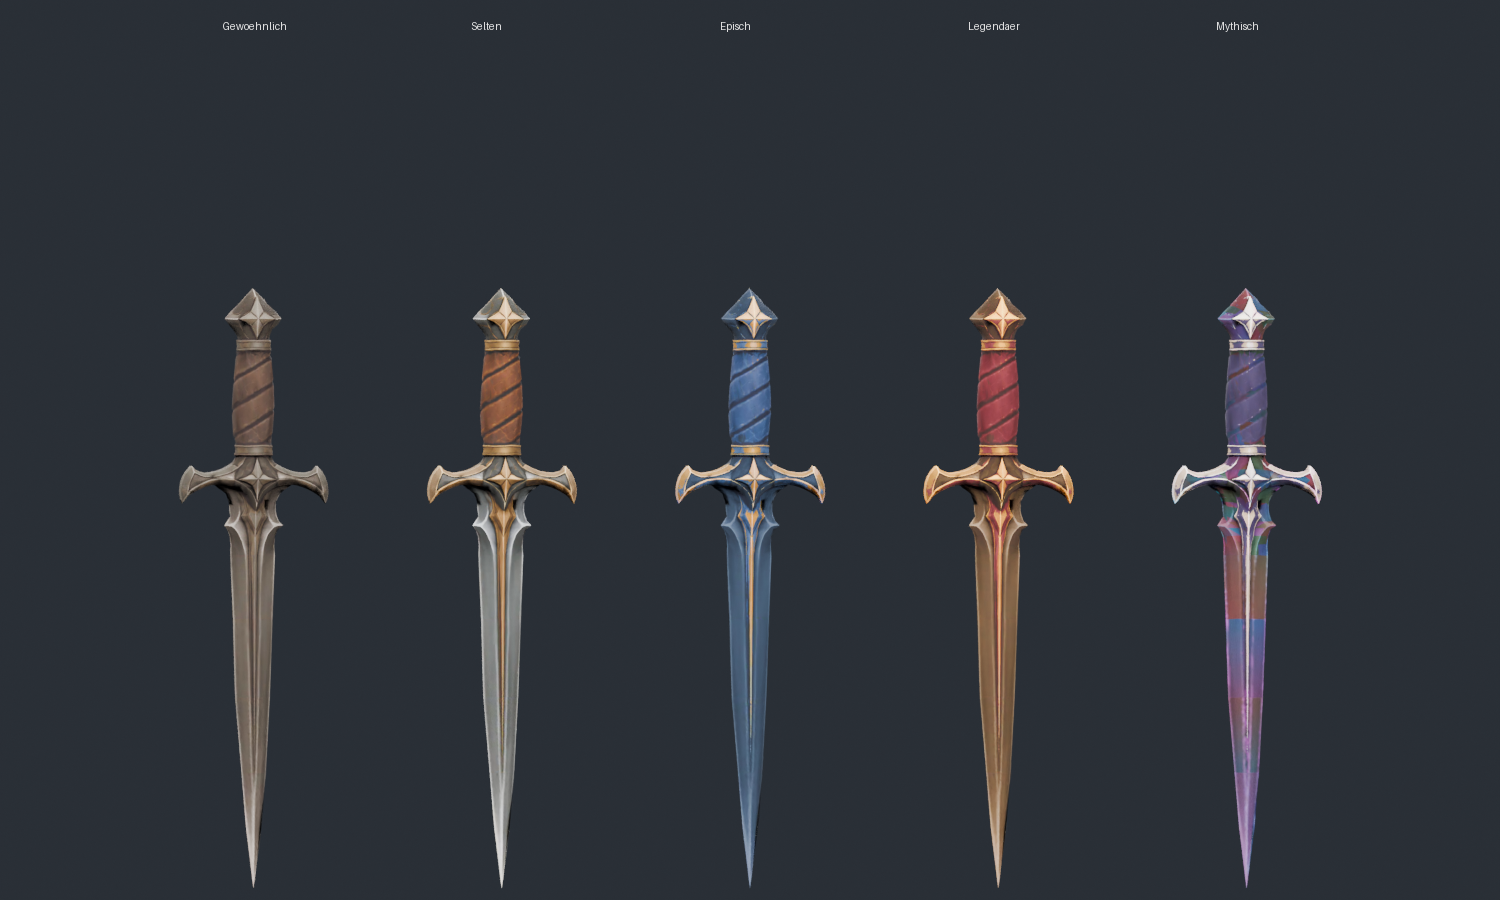 Gewoehnlich
Selten
Episch
Legendaer
Mythisch